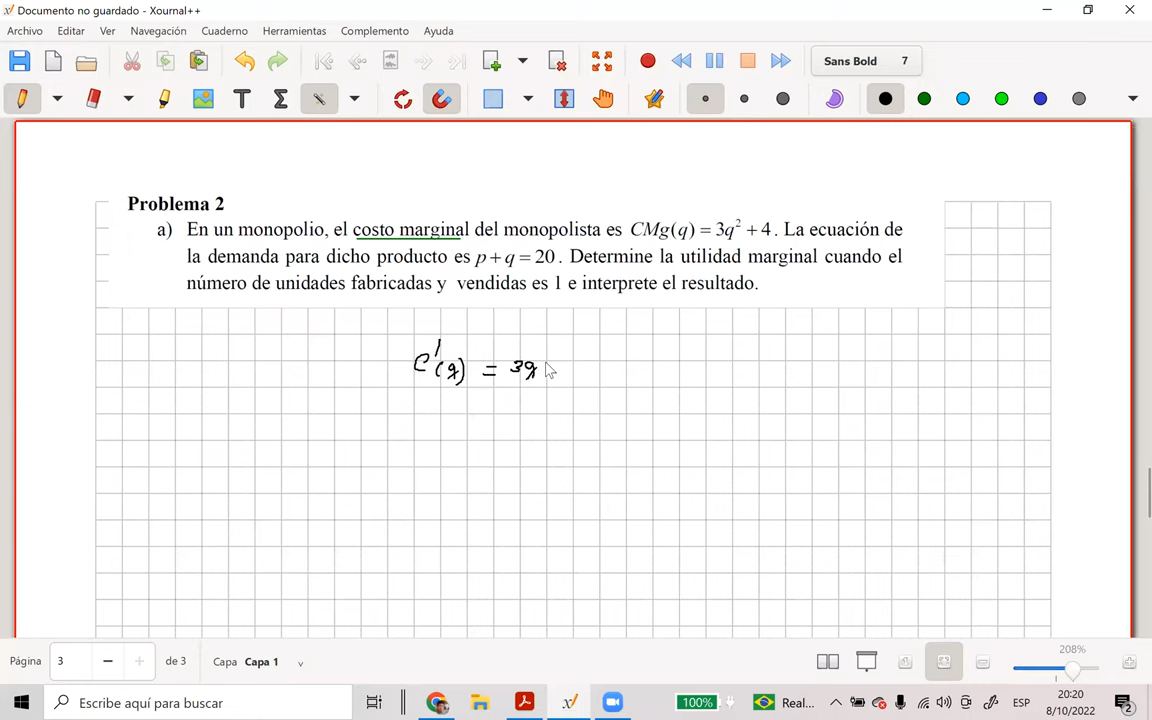 Documento no guardado - Xournal++
Archivo Editar Ver Navegación Cuaderno Herramientas Complemento Ayuda
Sans Bold 7
Problema 2
a) En un monopolio, el costo marginal del monopolista es CMg(q) = 3q² + 4. La ecuación de
la demanda para dicho producto es p + q = 20. Determine la utilidad marginal cuando el
número de unidades fabricadas y vendidas es 1 e interprete el resultado.
C'(q) = 3q
Página 3 de 3 Capa Capa 1 208%
Escribe aquí para buscar 100% Real... ESP 20:20
8/10/2022 2